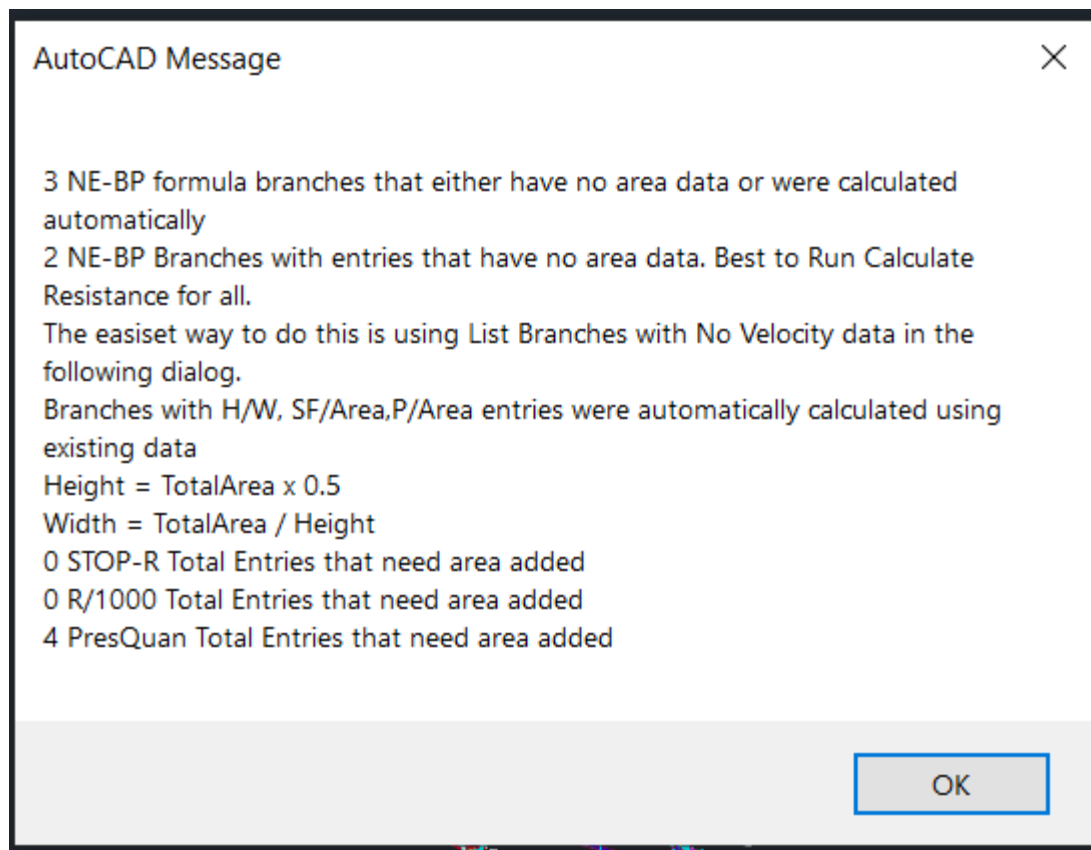 AutoCAD Message
3 NE-BP formula branches that either have no area data or were calculated
automatically
2 NE-BP Branches with entries that have no area data. Best to Run Calculate
Resistance for all.
The easiset way to do this is using List Branches with No Velocity data in the
following dialog.
Branches with H/W, SF/Area,P/Area entries were automatically calculated using
existing data
Height = TotalArea x 0.5
Width = TotalArea / Height
0 STOP-R Total Entries that need area added
0 R/1000 Total Entries that need area added
4 PresQuan Total Entries that need area added
OK